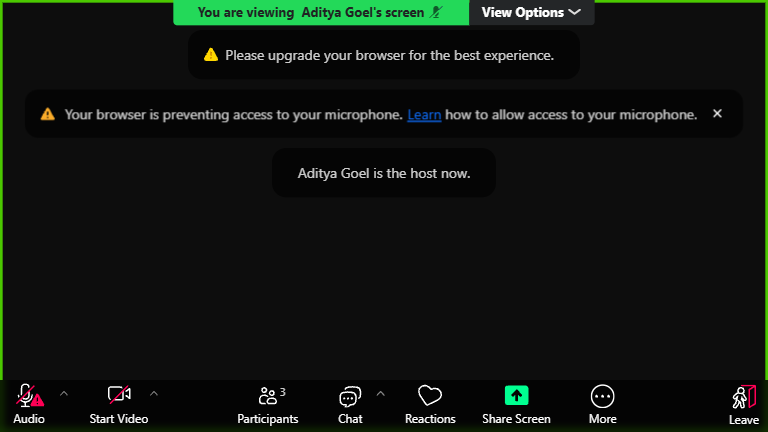 You are viewing Aditya Goel's screen
View Options
Please upgrade your browser for the best experience.
Your browser is preventing access to your microphone. Learn how to allow access to your microphone.
Aditya Goel is the host now.
3
Audio
Start Video
Participants
Chat
Reactions
Share Screen
More
Leave